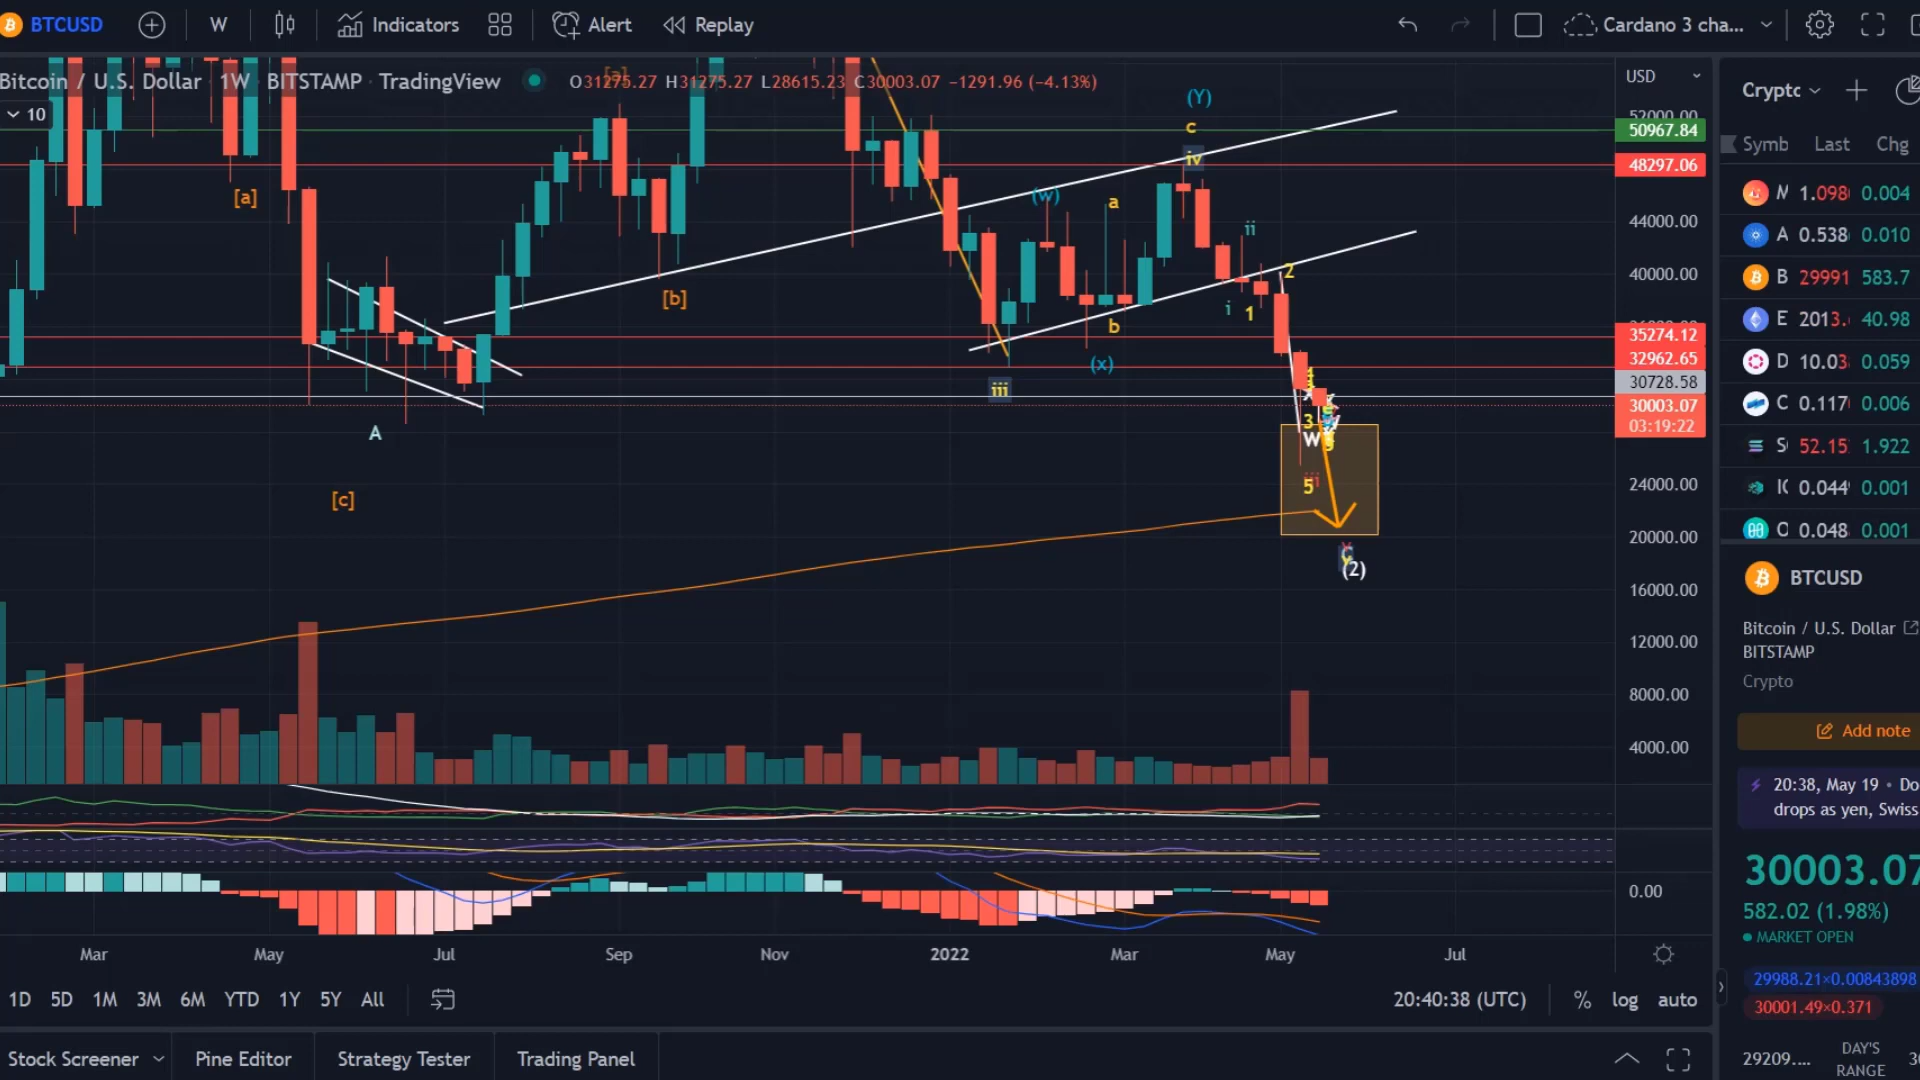 BTCUSD W Indicators Alert Replay Cardano 3 cha...
Bitcoin / U.S. Dollar · 1W · BITSTAMP · TradingView O31275.27 H31275.27 L28615.23 C30003.07 −1291.96 (−4.13%)
10
USD
52000.00
50967.84
48297.06
44000.00
40000.00
35274.12
32962.65
30728.58
30003.07
03:19:22
24000.00
20000.00
16000.00
12000.00
8000.00
4000.00
0.00
[a]
[b]
[c]
A
iii
(w)
a
b
(x)
(Y)
c
iv
ii
i
1
2
3
W
5
(2)
Mar May Jul Sep Nov 2022 Mar May Jul
1D 5D 1M 3M 6M YTD 1Y 5Y All 20:40:38 (UTC) % log auto
Stock Screener Pine Editor Strategy Tester Trading Panel
Crypto
Symb Last Chg
M 1.098 0.004
A 0.538 0.010
B 29991 583.7
E 2013. 40.98
D 10.03 0.059
C 0.117 0.006
S 52.15 1.922
IC 0.044 0.001
O 0.048 0.001
BTCUSD
Bitcoin / U.S. Dollar
BITSTAMP
Crypto
Add note
20:38, May 19 • Do
drops as yen, Swiss
30003.07
582.02 (1.98%)
MARKET OPEN
29988.21×0.00843898
30001.49×0.371
29209.... DAY'S
RANGE